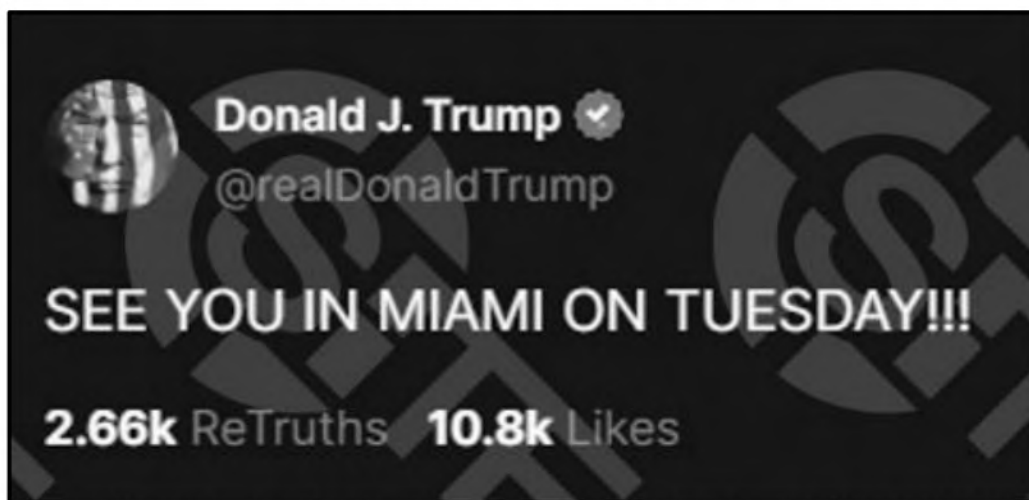 Donald J. Trump
@realDonaldTrump
SEE YOU IN MIAMI ON TUESDAY!!!
2.66k ReTruths 10.8k Likes